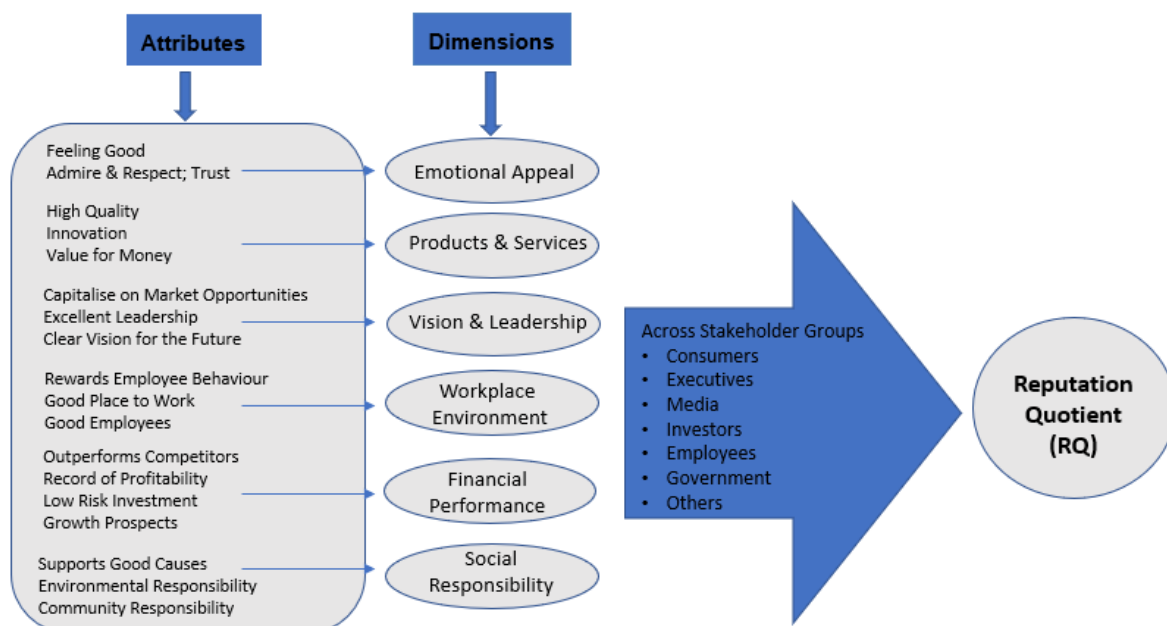 Attributes
Dimensions
Feeling Good
Admire & Respect; Trust
Emotional Appeal
High Quality
Innovation
Value for Money
Products & Services
Capitalise on Market Opportunities
Excellent Leadership
Clear Vision for the Future
Vision & Leadership
Rewards Employee Behaviour
Good Place to Work
Good Employees
Workplace
Environment
Outperforms Competitors
Record of Profitability
Low Risk Investment
Growth Prospects
Financial
Performance
Supports Good Causes
Environmental Responsibility
Community Responsibility
Social
Responsibility
Across Stakeholder Groups
• Consumers
• Executives
• Media
• Investors
• Employees
• Government
• Others
Reputation
Quotient
(RQ)